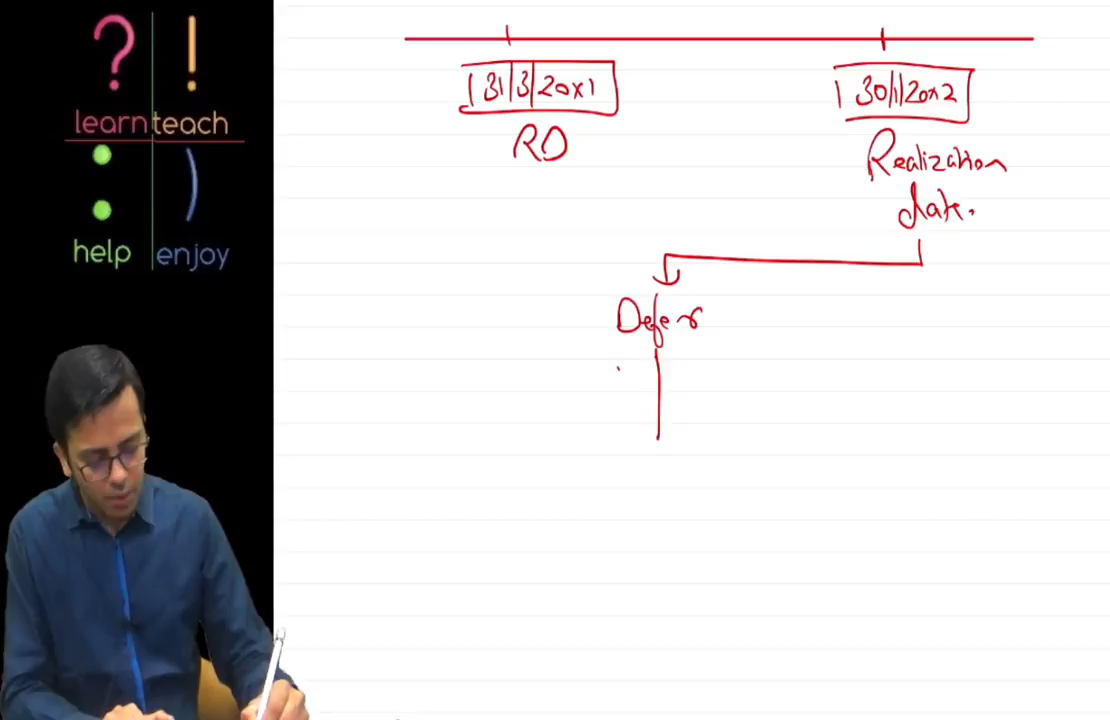 ? !
learn teach
help enjoy
31/3/20x1
RD
30/1/20x2
Realization
date.
Defer